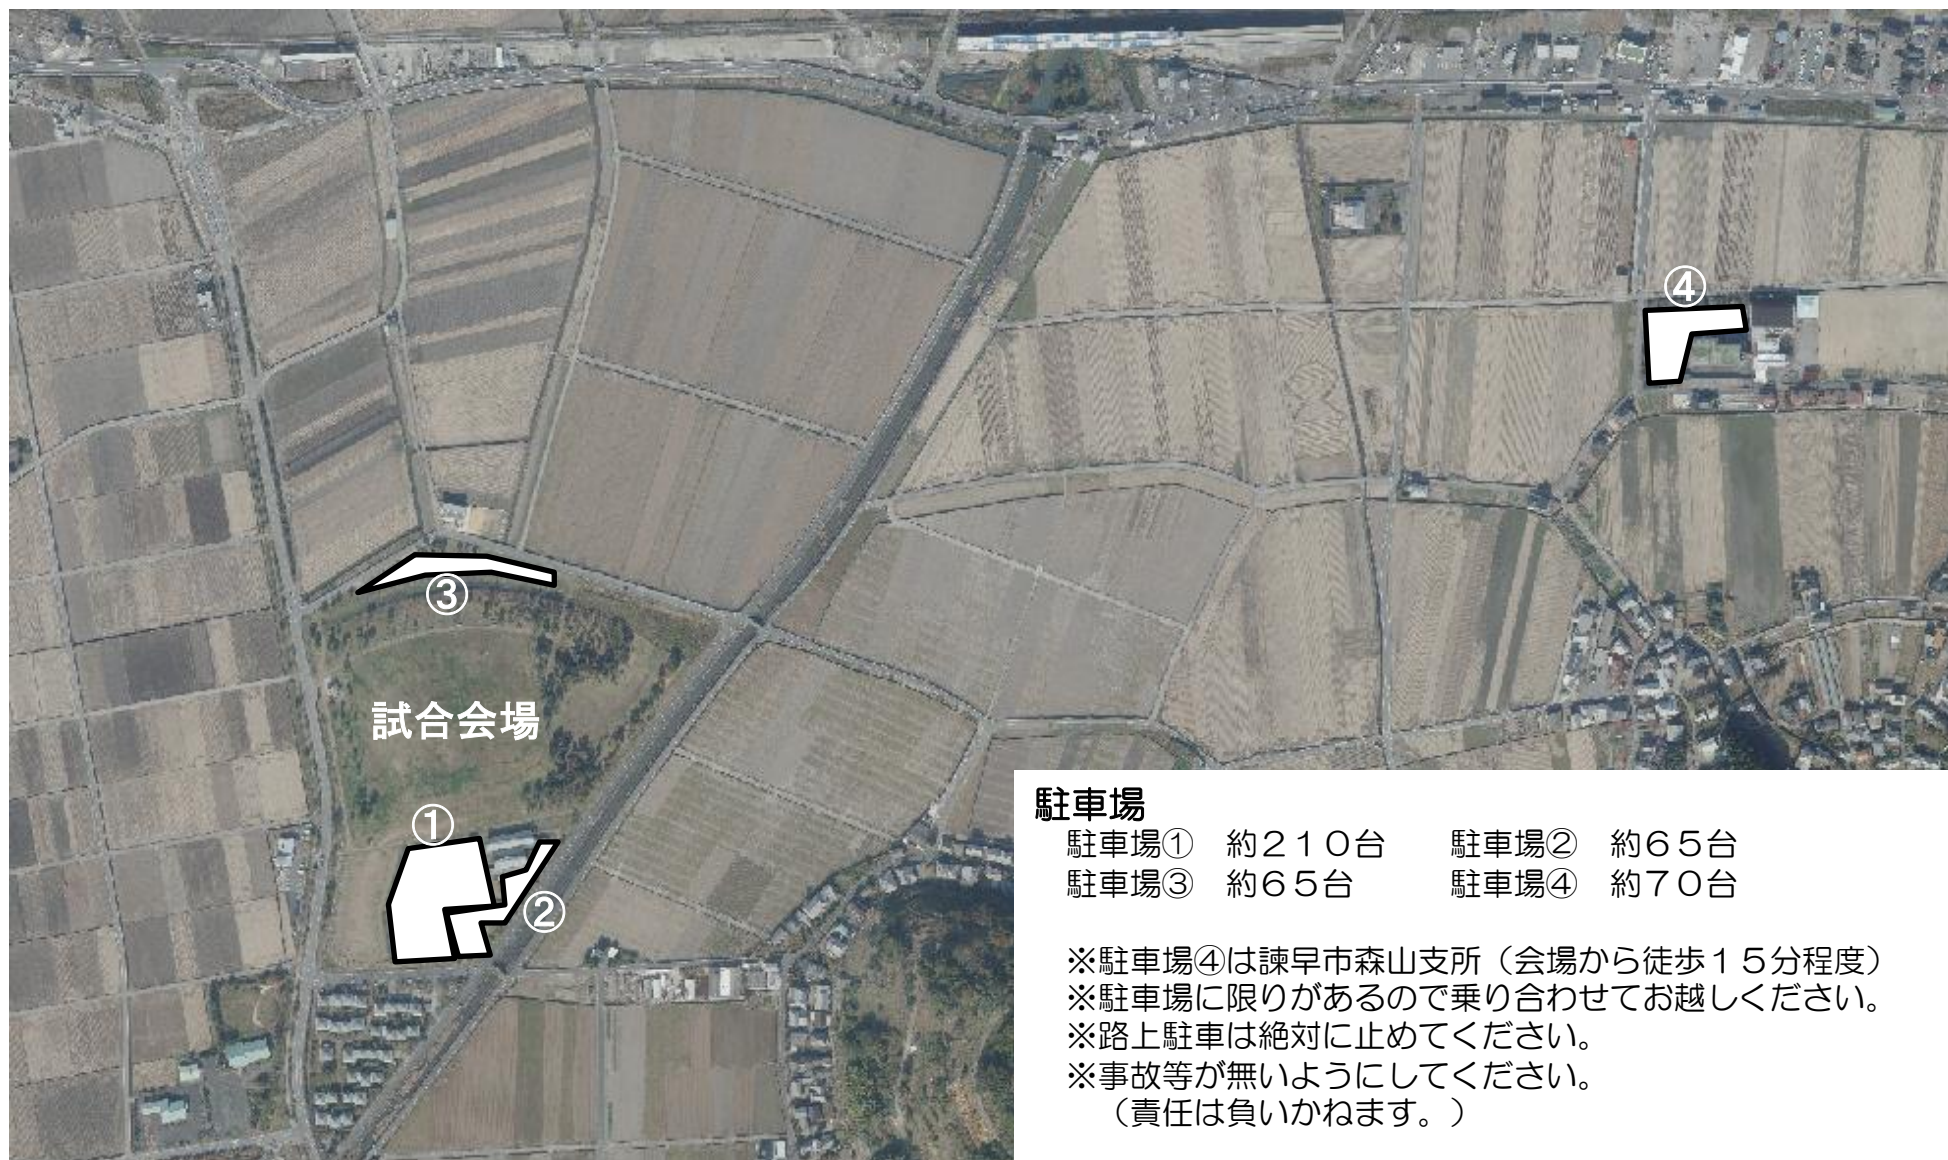 ④
③
試合会場
①
②
駐車場
駐車場①　約２１０台　　駐車場②　約６５台
駐車場③　約６５台　　　駐車場④　約７０台
※駐車場④は諫早市森山支所（会場から徒歩１５分程度）
※駐車場に限りがあるので乗り合わせてお越しください。
※路上駐車は絶対に止めてください。
※事故等が無いようにしてください。
（責任は負いかねます。）